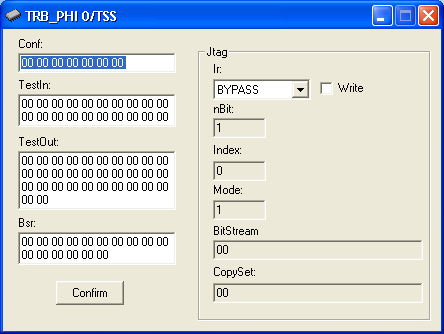 TRB_PHI 0/TSS
Conf:
00 00 00 00 00 00 00
TestIn:
00 00 00 00 00 00 00 00 00 00
00 00 00 00 00 00 00 00 00 00
TestOut:
00 00 00 00 00 00 00 00 00 00
00 00 00 00 00 00 00 00 00 00
00 00 00 00 00 00 00 00 00 00
00 00
Bsr:
00 00 00 00 00 00 00 00 00 00
00 00 00 00 00 00
Confirm
Jtag
Ir:
BYPASS
Write
nBit:
1
Index:
0
Mode:
1
BitStream
00
CopySet:
00